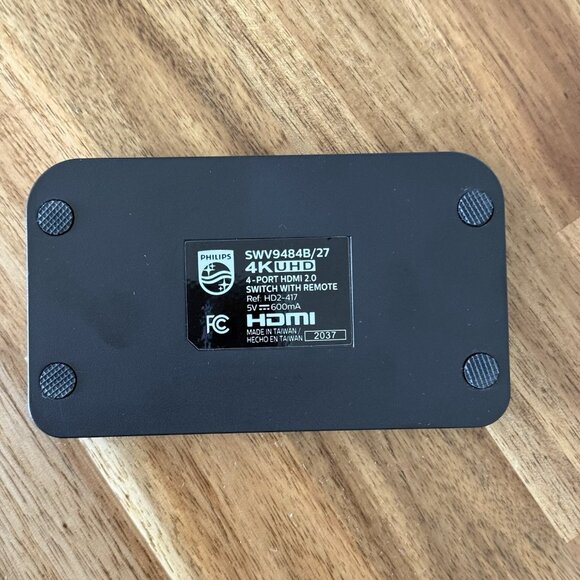 PHILIPS
SWV9484B/27
4K UHD
4-PORT HDMI 2.0
SWITCH WITH REMOTE
Ref. HD2-417
5V ⎓ 600mA
FC HDMI
MADE IN TAIWAN /
HECHO EN TAIWAN 2037